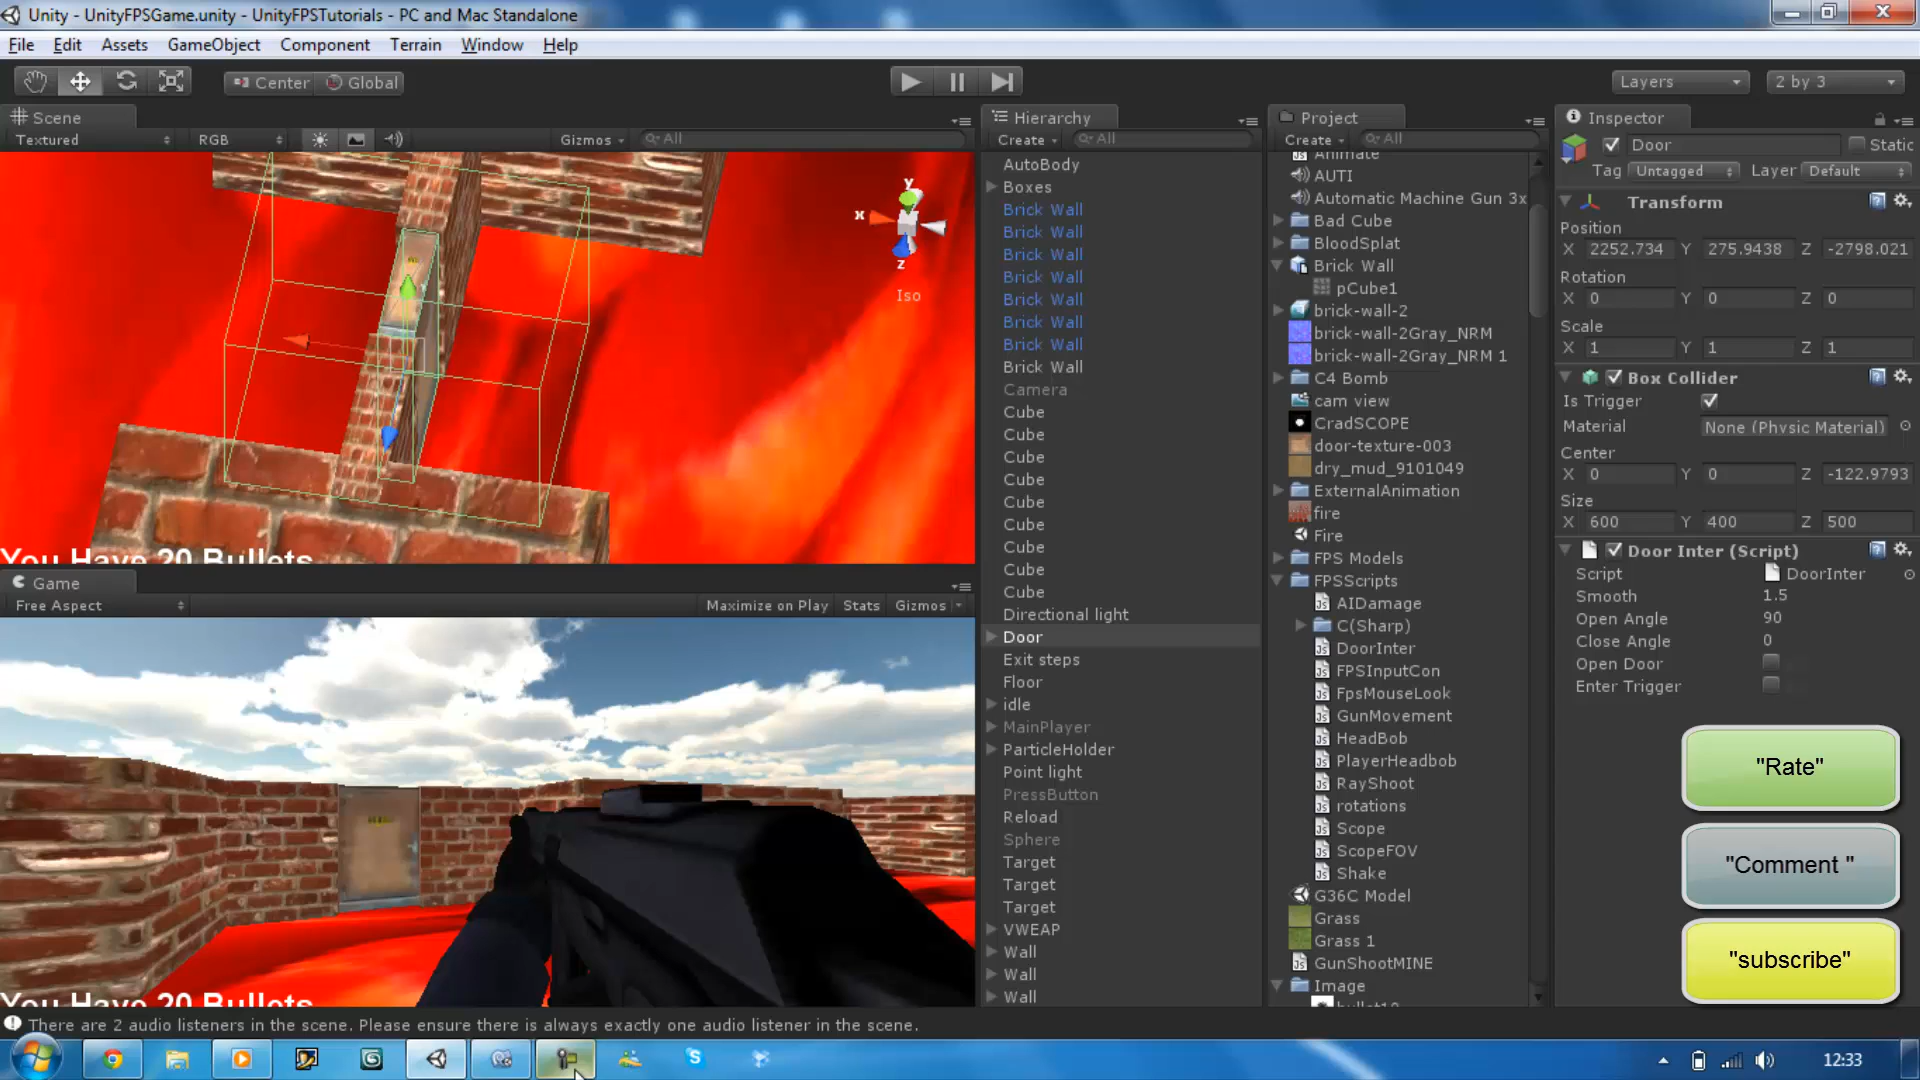 Unity - UnityFPSGame.unity - UnityFPSTutorials - PC and Mac Standalone
File Edit Assets GameObject Component Terrain Window Help
Center Global Layers 2 by 3
Scene
Textured RGB Gizmos All
y
x
z
Iso
You Have 20 Bullets
Game
Free Aspect Maximize on Play Stats Gizmos
You Have 20 Bullets
Hierarchy
Create All
AutoBody
Boxes
Brick Wall
Brick Wall
Brick Wall
Brick Wall
Brick Wall
Brick Wall
Brick Wall
Brick Wall
Camera
Cube
Cube
Cube
Cube
Cube
Cube
Cube
Cube
Cube
Directional light
Door
Exit steps
Floor
idle
MainPlayer
ParticleHolder
Point light
PressButton
Reload
Sphere
Target
Target
Target
VWEAP
Wall
Wall
Wall
Project
Create All
Animate
AUTI
Automatic Machine Gun 3x
Bad Cube
BloodSplat
Brick Wall
pCube1
brick-wall-2
brick-wall-2Gray_NRM
brick-wall-2Gray_NRM 1
C4 Bomb
cam view
CradSCOPE
door-texture-003
dry_mud_9101049
ExternalAnimation
fire
Fire
FPS Models
FPSScripts
AIDamage
C(Sharp)
DoorInter
FPSInputCon
FpsMouseLook
GunMovement
HeadBob
PlayerHeadbob
RayShoot
rotations
Scope
ScopeFOV
Shake
G36C Model
Grass
Grass 1
GunShootMINE
Image
Inspector
Door Static
Tag Untagged Layer Default
Transform
Position
X 2252.734 Y 275.9438 Z -2798.021
Rotation
X 0 Y 0 Z 0
Scale
X 1 Y 1 Z 1
Box Collider
Is Trigger
Material None (Physic Material)
Center
X 0 Y 0 Z -122.9793
Size
X 600 Y 400 Z 500
Door Inter (Script)
Script DoorInter
Smooth 1.5
Open Angle 90
Close Angle 0
Open Door
Enter Trigger
"Rate"
"Comment "
"subscribe"
There are 2 audio listeners in the scene. Please ensure there is always exactly one audio listener in the scene.
12:33